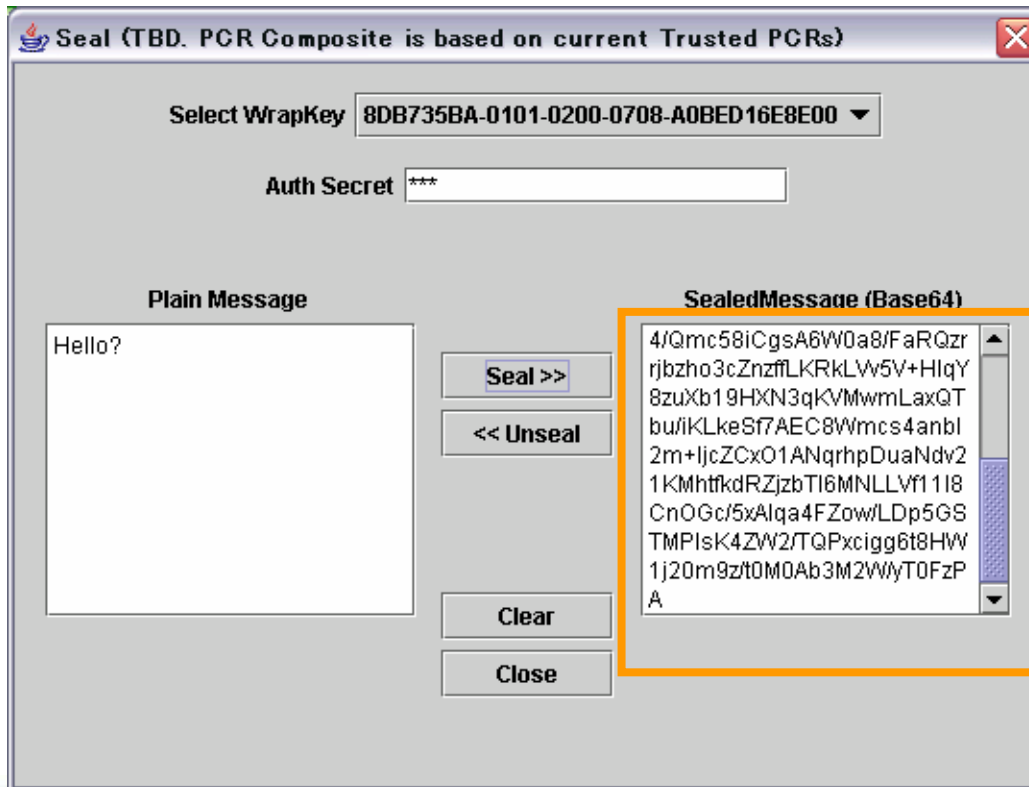 Seal (TBD. PCR Composite is based on current Trusted PCRs)
Select WrapKey 8DB735BA-0101-0200-0708-A0BED16E8E00
Auth Secret ***
Plain Message
Hello?
Seal >>
<< Unseal
Clear
Close
SealedMessage (Base64)
4/Qmc58iCgsA6W0a8/FaRQzr
rjbzho3cZnzffLKRkLVv5V+HIqY
8zuXb19HXN3qKVMwmLaxQT
bu/iKLkeSf7AEC8Wmcs4anbl
2m+ljcZCxO1ANqrhpDuaNdv2
1KMhtfkdRZjzbTl6MNLLVf11l8
CnOGc/5xAlqa4FZow/LDp5GS
TMPlsK4ZW2/TQPxcigg6t8HW
1j20m9z/t0M0Ab3M2W/yT0FzP
A